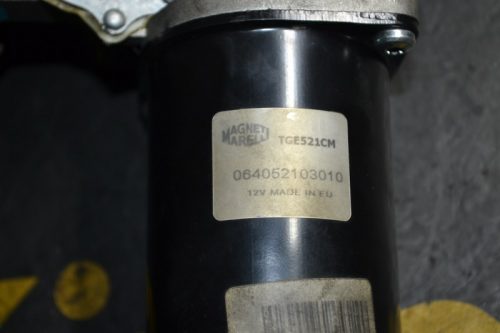 MAGNETI
MARELLI
TGE521CM
064052103010
12V MADE IN EU